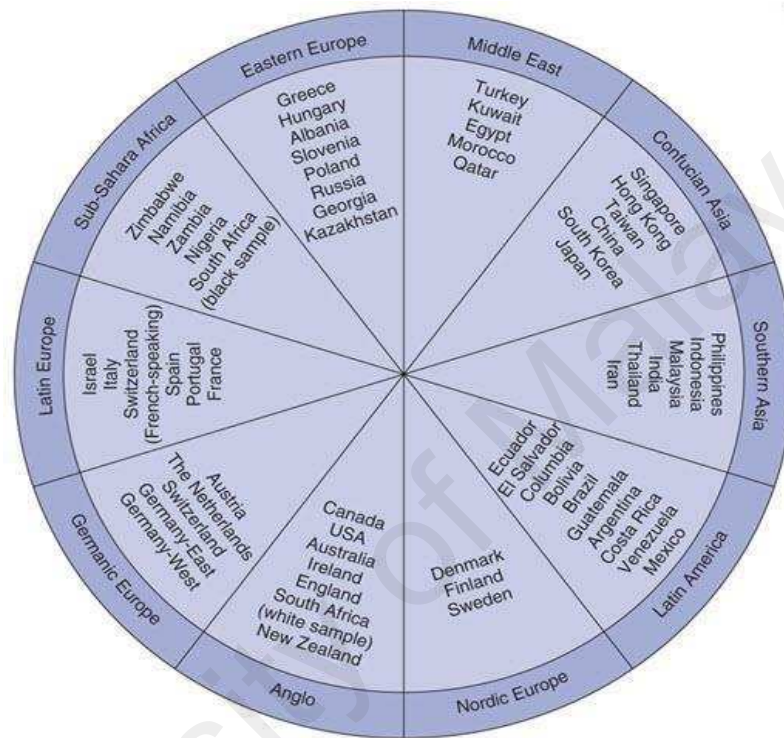 Eastern Europe
Greece
Hungary
Albania
Slovenia
Poland
Russia
Georgia
Kazakhstan
Middle East
Turkey
Kuwait
Egypt
Morocco
Qatar
Confucian Asia
Singapore
Hong Kong
Taiwan
China
South Korea
Japan
Southern Asia
Philippines
Indonesia
Malaysia
India
Thailand
Iran
Latin America
Ecuador
El Salvador
Columbia
Bolivia
Brazil
Guatemala
Argentina
Costa Rica
Venezuela
Mexico
Nordic Europe
Denmark
Finland
Sweden
Anglo
Canada
USA
Australia
Ireland
England
South Africa
(white sample)
New Zealand
Germanic Europe
Austria
The Netherlands
Switzerland
Germany-East
Germany-West
Latin Europe
Israel
Italy
Switzerland
(French-speaking)
Spain
Portugal
France
Sub-Sahara Africa
Zimbabwe
Namibia
Zambia
Nigeria
South Africa
(black sample)
of Malay